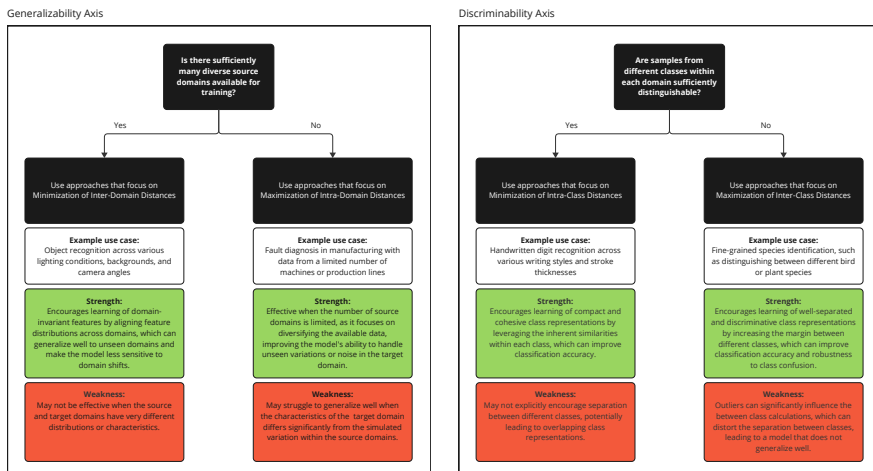 Generalizability Axis
Is there sufficiently
many diverse source
domains available for
training?
Yes
No
Use approaches that focus on
Minimization of Inter-Domain Distances
Example use case:
Object recognition across various
lighting conditions, backgrounds, and
camera angles
Strength:
Encourages learning of domain-
invariant features by aligning feature
distributions across domains, which can
generalize well to unseen domains and
make the model less sensitive to
domain shifts.
Weakness:
May not be effective when the source
and target domains have very different
distributions or characteristics.
Use approaches that focus on
Maximization of Intra-Domain Distances
Example use case:
Fault diagnosis in manufacturing with
data from a limited number of
machines or production lines
Strength:
Effective when the number of source
domains is limited, as it focuses on
diversifying the available data,
improving the model's ability to handle
unseen variations or noise in the target
domain.
Weakness:
May struggle to generalize well when
the characteristics of the target domain
differs significantly from the simulated
variation within the source domains.
Discriminability Axis
Are samples from
different classes within
each domain sufficiently
distinguishable?
Yes
No
Use approaches that focus on
Minimization of Intra-Class Distances
Example use case:
Handwritten digit recognition across
various writing styles and stroke
thicknesses
Strength:
Encourages learning of compact and
cohesive class representations by
leveraging the inherent similarities
within each class, which can improve
classification accuracy.
Weakness:
May not explicitly encourage separation
between different classes, potentially
leading to overlapping class
representations.
Use approaches that focus on
Maximization of Inter-Class Distances
Example use case:
Fine-grained species identification, such
as distinguishing between different bird
or plant species
Strength:
Encourages learning of well-separated
and discriminative class representations
by increasing the margin between
different classes, which can improve
classification accuracy and robustness
to class confusion.
Weakness:
Outliers can significantly influence the
between class calculations, which can
distort the separation between classes,
leading to a model that does not
generalize well.